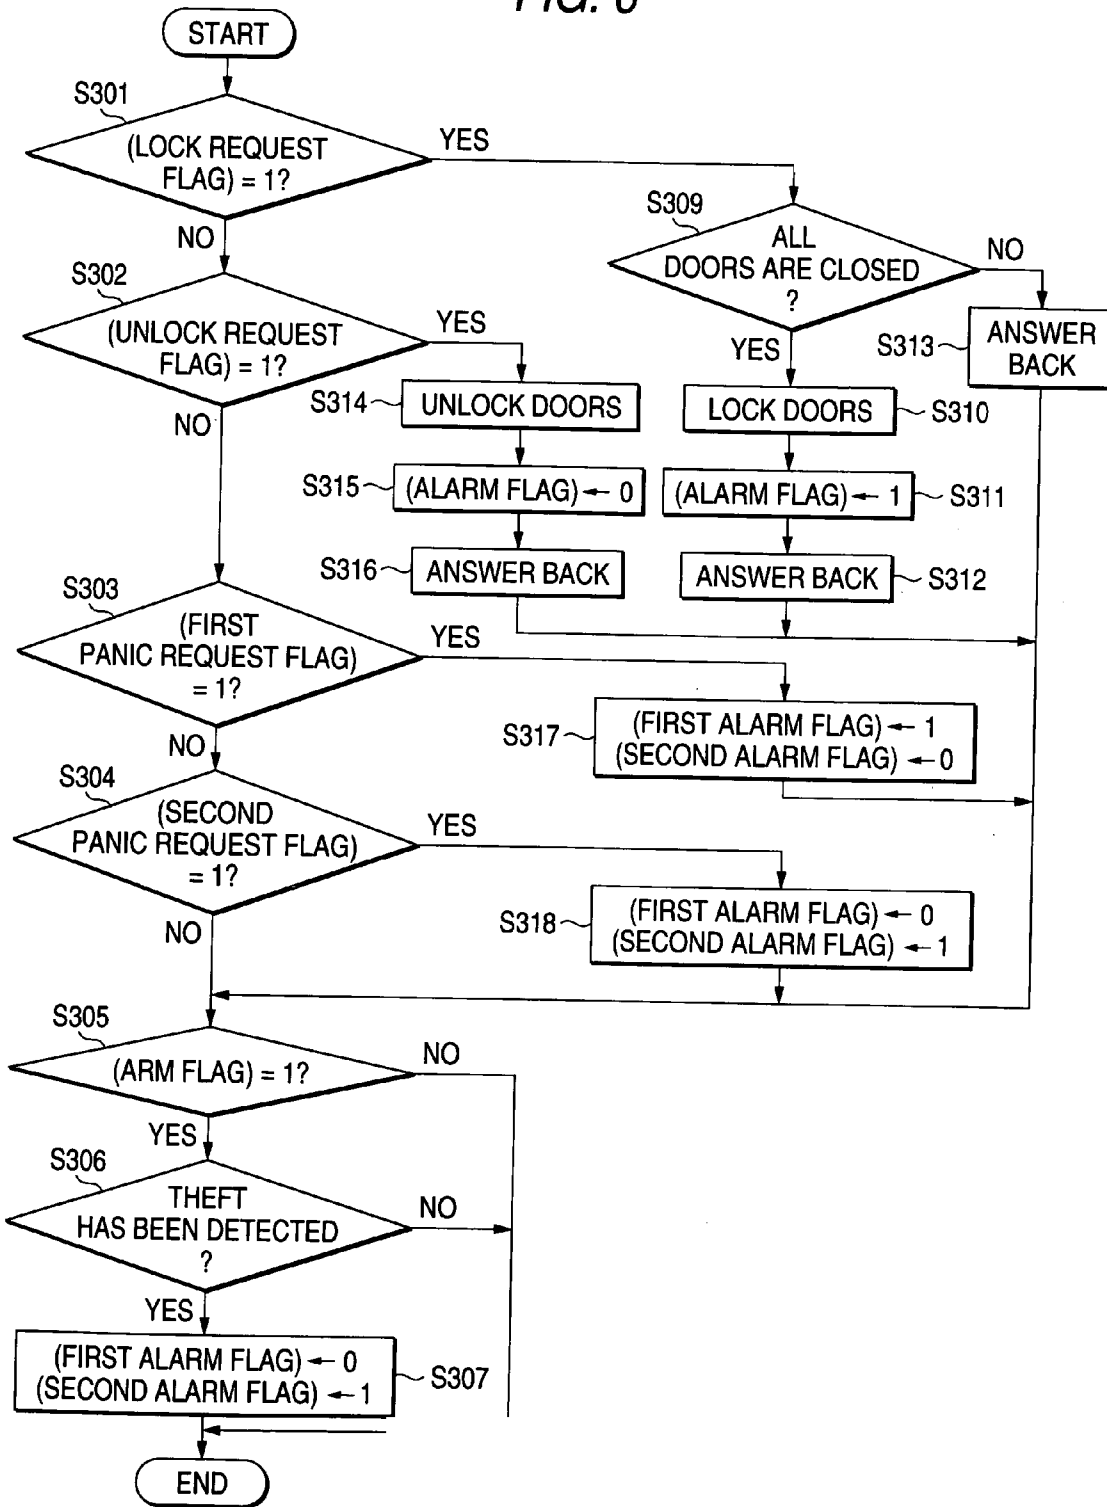 START
S301
(LOCK REQUEST
FLAG) = 1?
YES
NO
S309
ALL
DOORS ARE CLOSED
?
NO
YES
S313
ANSWER
BACK
S302
(UNLOCK REQUEST
FLAG) = 1?
YES
NO
S314
UNLOCK DOORS
LOCK DOORS
S310
S315
(ALARM FLAG) ← 0
(ALARM FLAG) ← 1
S311
S316
ANSWER BACK
ANSWER BACK
S312
S303
(FIRST
PANIC REQUEST FLAG)
= 1?
YES
NO
S317
(FIRST ALARM FLAG) ← 1
(SECOND ALARM FLAG) ← 0
S304
(SECOND
PANIC REQUEST FLAG)
= 1?
YES
NO
S318
(FIRST ALARM FLAG) ← 0
(SECOND ALARM FLAG) ← 1
S305
(ARM FLAG) = 1?
NO
YES
S306
THEFT
HAS BEEN DETECTED
?
NO
YES
(FIRST ALARM FLAG) ← 0
(SECOND ALARM FLAG) ← 1
S307
END